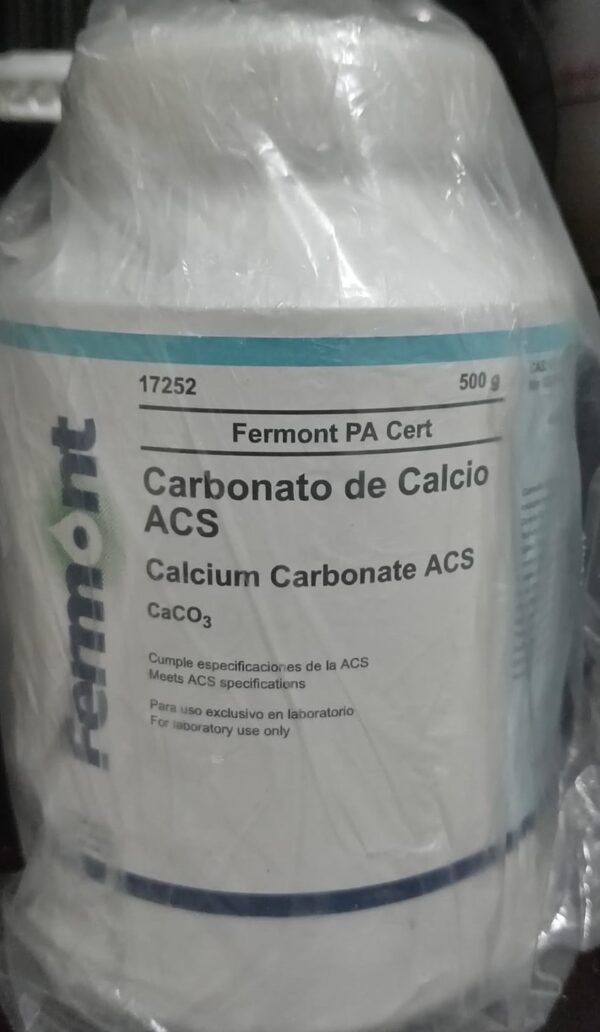 17252
500 g
Fermont PA Cert
Carbonato de Calcio
ACS
Calcium Carbonate ACS
CaCO₃
Cumple especificaciones de la ACS
Meets ACS specifications
Para uso exclusivo en laboratorio
For laboratory use only
Fermont
CAS